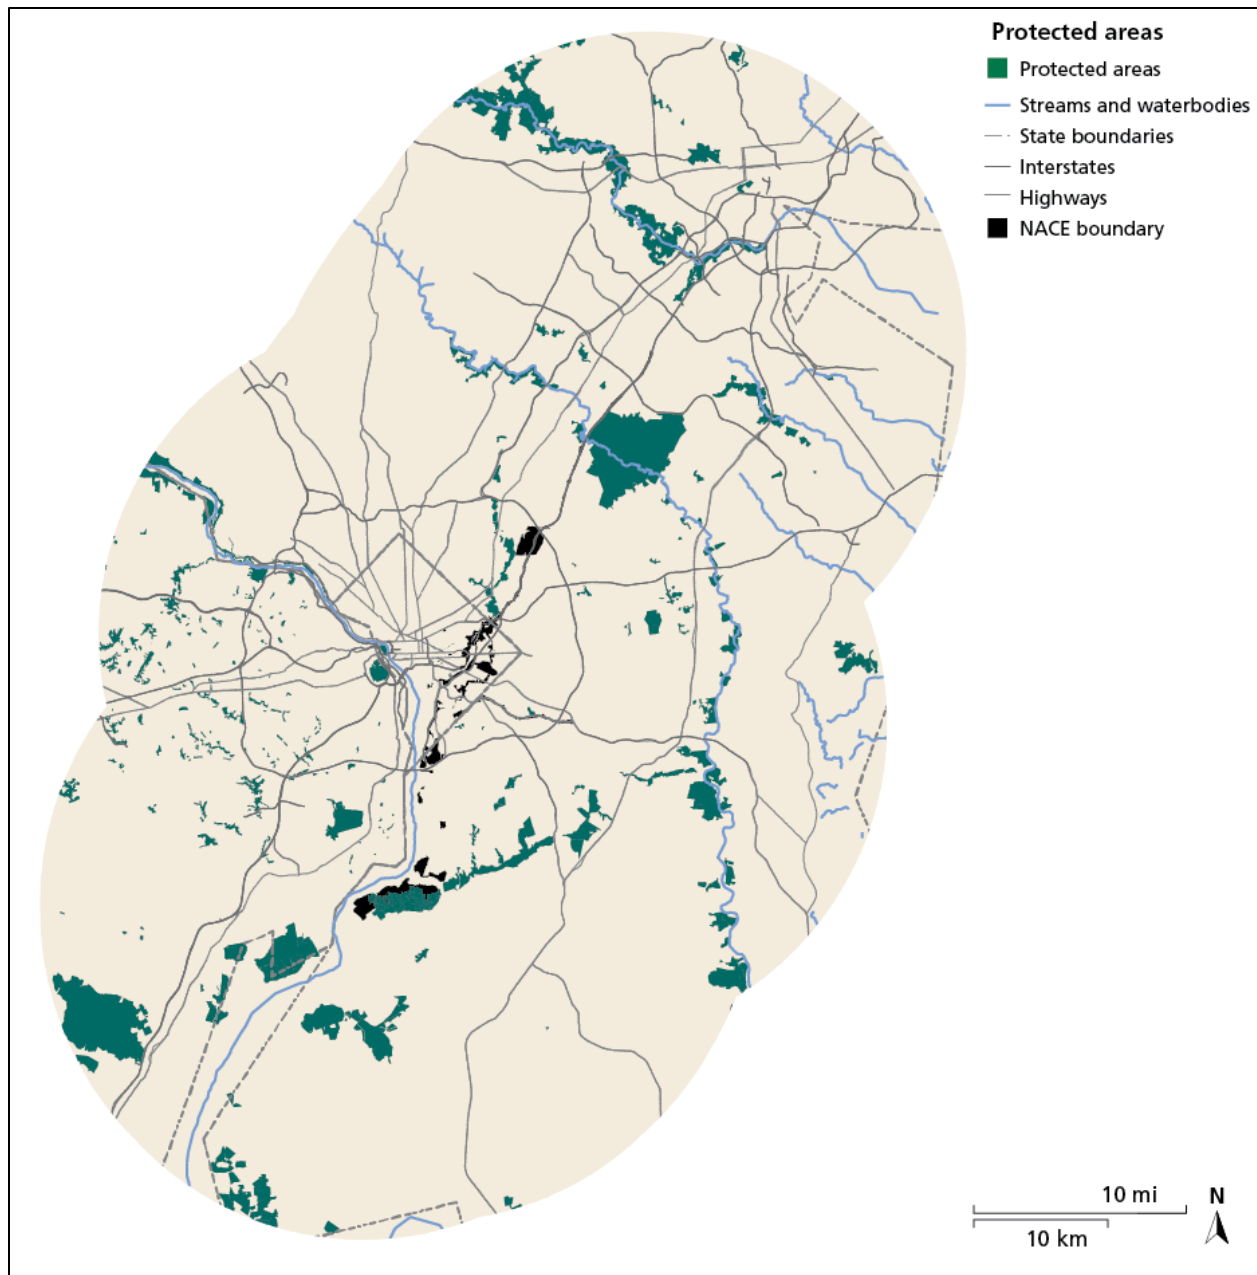 Protected areas
Protected areas
Streams and waterbodies
State boundaries
Interstates
Highways
NACE boundary
10 mi
N
10 km